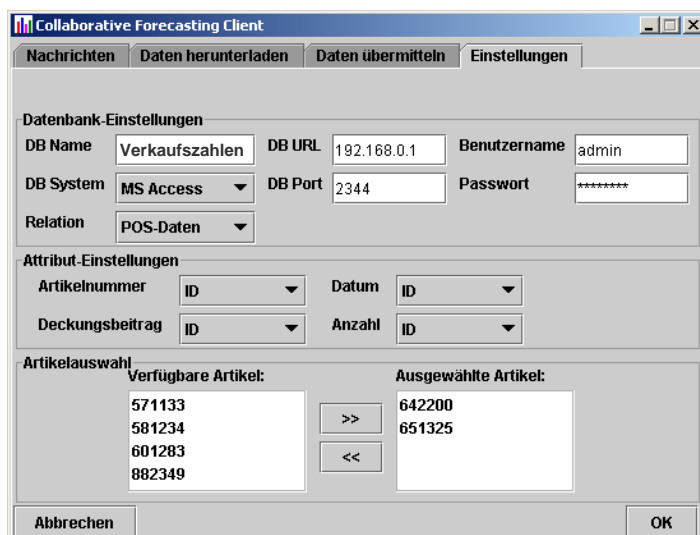 Collaborative Forecasting Client
Nachrichten Daten herunterladen Daten übermitteln Einstellungen
Datenbank-Einstellungen
DB Name Verkaufszahlen DB URL 192.168.0.1 Benutzername admin
DB System MS Access DB Port 2344 Passwort ********
Relation POS-Daten
Attribut-Einstellungen
Artikelnummer ID Datum ID
Deckungsbeitrag ID Anzahl ID
Artikelauswahl
Verfügbare Artikel: Ausgewählte Artikel:
571133 >> 642200
581234 651325
601283 <<
882349
Abbrechen OK